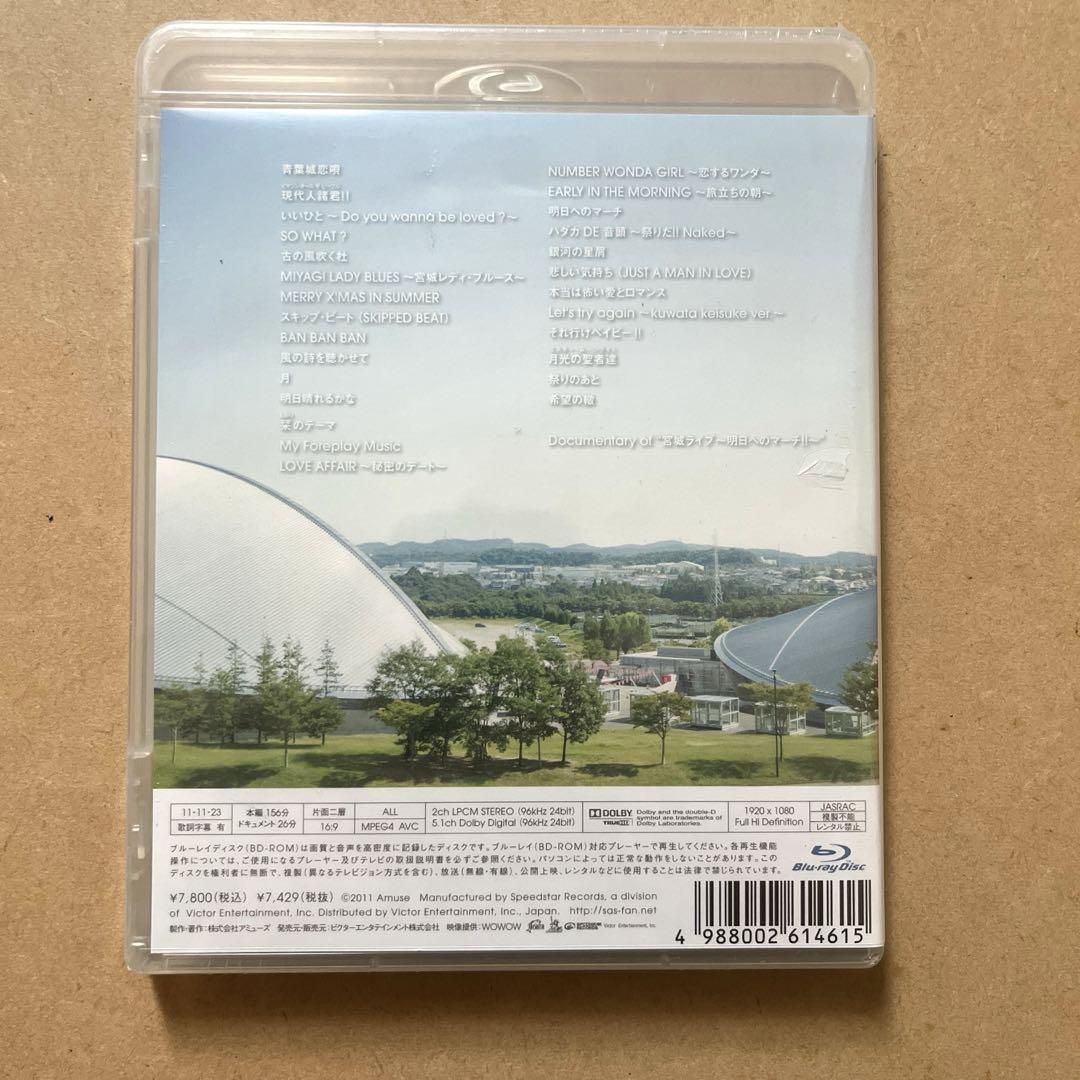 青葉城恋唄
現代人諸君!!
いいひと ～ Do you wanna be loved ? ～
SO WHAT ?
古の風吹く杜
MIYAGI LADY BLUES ～宮城レディ・ブルース～
MERRY X'MAS IN SUMMER
スキップ・ビート (SKIPPED BEAT)
BAN BAN BAN
風の詩を聴かせて
月
明日晴れるかな
栞のテーマ
My Foreplay Music
LOVE AFFAIR ～秘密のデート～
NUMBER WONDA GIRL ～恋するワンダ～
EARLY IN THE MORNING ～旅立ちの朝～
明日へのマーチ
ハダカ DE 音頭 ～祭りだ!! Naked～
銀河の星屑
悲しい気持ち (JUST A MAN IN LOVE)
本当は怖い愛とロマンス
Let's try again ～kuwata keisuke ver.～
それ行けベイビー!!
月光の聖者達
祭りのあと
希望の轍
Documentary of "宮城ライブ～明日へのマーチ!!～"
11・11・23
歌詞字幕 有
本編 156分
ドキュメント 26分
片面二層
16:9
ALL
MPEG4 AVC
2ch LPCM STEREO (96kHz 24bit)
5.1ch Dolby Digital (96kHz 24bit)
DOLBY
TRUEHD
Dolby and the double-D
symbol are trademarks of
Dolby Laboratories.
1920 x 1080
Full HI Definition
JASRAC
複製不能
レンタル禁止
ブルーレイディスク(BD-ROM)は画質と音声を高密度に記録したディスクです。ブルーレイ(BD-ROM)対応プレーヤーで再生してください。各再生機能
操作については、ご使用になるプレーヤー及びテレビの取扱説明書を必ずご参照ください。パソコンによっては正常な動作をしないことがあります。この
ディスクを権利者に無断で、複製(異なるテレビジョン方式を含む)、放送(無線・有線)、公開上映、レンタルなどに使用することは法律で禁じられています。
Blu-ray Disc
¥7,800(税込) ¥7,429(税抜) ©2011 Amuse Manufactured by Speedstar Records, a division
of Victor Entertainment, Inc. Distributed by Victor Entertainment, Inc., Japan. http://sas-fan.net
製作・著作：株式会社アミューズ 発売元・販売元：ビクターエンタテインメント株式会社 映像提供：WOWOW
Victor Entertainment, Inc.
4 988002 614615